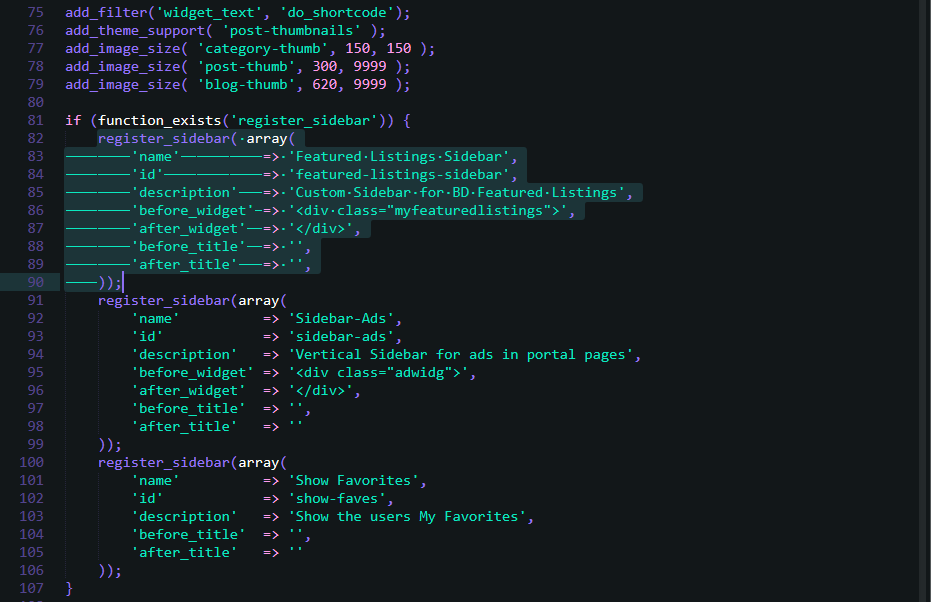 75 add_filter('widget_text', 'do_shortcode');
76 add_theme_support( 'post-thumbnails' );
77 add_image_size( 'category-thumb', 150, 150 );
78 add_image_size( 'post-thumb', 300, 9999 );
79 add_image_size( 'blog-thumb', 620, 9999 );
80
81 if (function_exists('register_sidebar')) {
82     register_sidebar( array(
83         'name'          => 'Featured Listings Sidebar',
84         'id'            => 'featured-listings-sidebar',
85         'description'   => 'Custom Sidebar for BD Featured Listings',
86         'before_widget' => '<div class="myfeaturedlistings">',
87         'after_widget'  => '</div>',
88         'before_title'  => '',
89         'after_title'   => '',
90     ));
91     register_sidebar(array(
92         'name'          => 'Sidebar-Ads',
93         'id'            => 'sidebar-ads',
94         'description'   => 'Vertical Sidebar for ads in portal pages',
95         'before_widget' => '<div class="adwidg">',
96         'after_widget'  => '</div>',
97         'before_title'  => '',
98         'after_title'   => ''
99     ));
100     register_sidebar(array(
101         'name'          => 'Show Favorites',
102         'id'            => 'show-faves',
103         'description'   => 'Show the users My Favorites',
104         'before_title'  => '',
105         'after_title'   => ''
106     ));
107 }